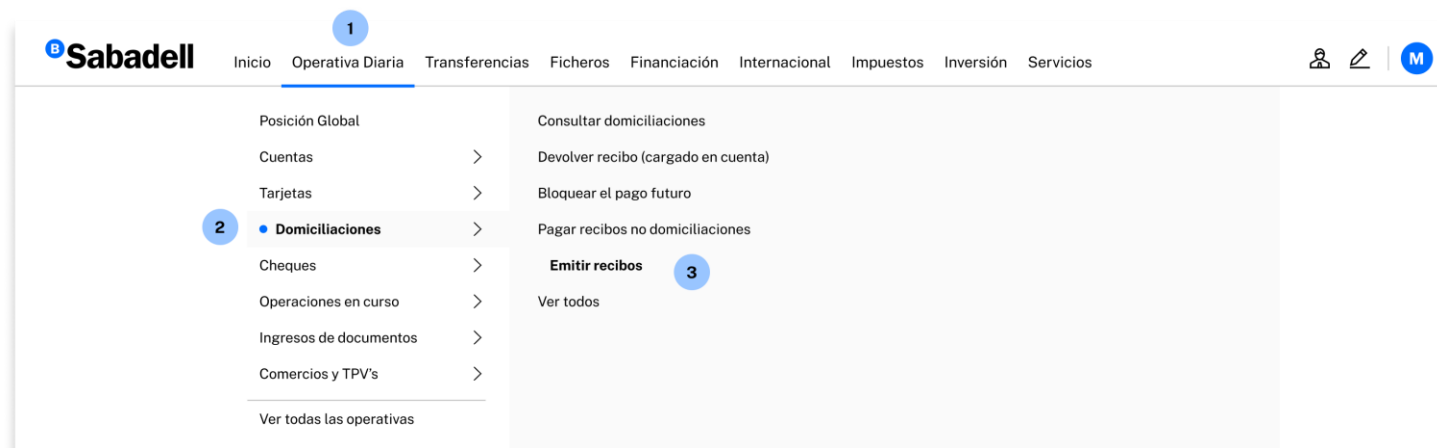 1
B Sabadell Inicio Operativa Diaria Transferencias Ficheros Financiación Internacional Impuestos Inversión Servicios M
Posición Global
Cuentas
Tarjetas
2 Domiciliaciones
Cheques
Operaciones en curso
Ingresos de documentos
Comercios y TPV's
Ver todas las operativas
Consultar domiciliaciones
Devolver recibo (cargado en cuenta)
Bloquear el pago futuro
Pagar recibos no domiciliaciones
Emitir recibos 3
Ver todos